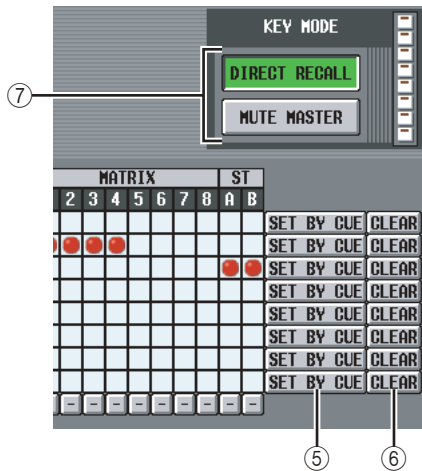 KEY MODE
DIRECT RECALL
⑦
MUTE MASTER
MATRIX ST
2 3 4 5 6 7 8 A B
SET BY CUE CLEAR
SET BY CUE CLEAR
SET BY CUE CLEAR
SET BY CUE CLEAR
SET BY CUE CLEAR
SET BY CUE CLEAR
SET BY CUE CLEAR
SET BY CUE CLEAR
- - - - - - - - -
⑤ ⑥